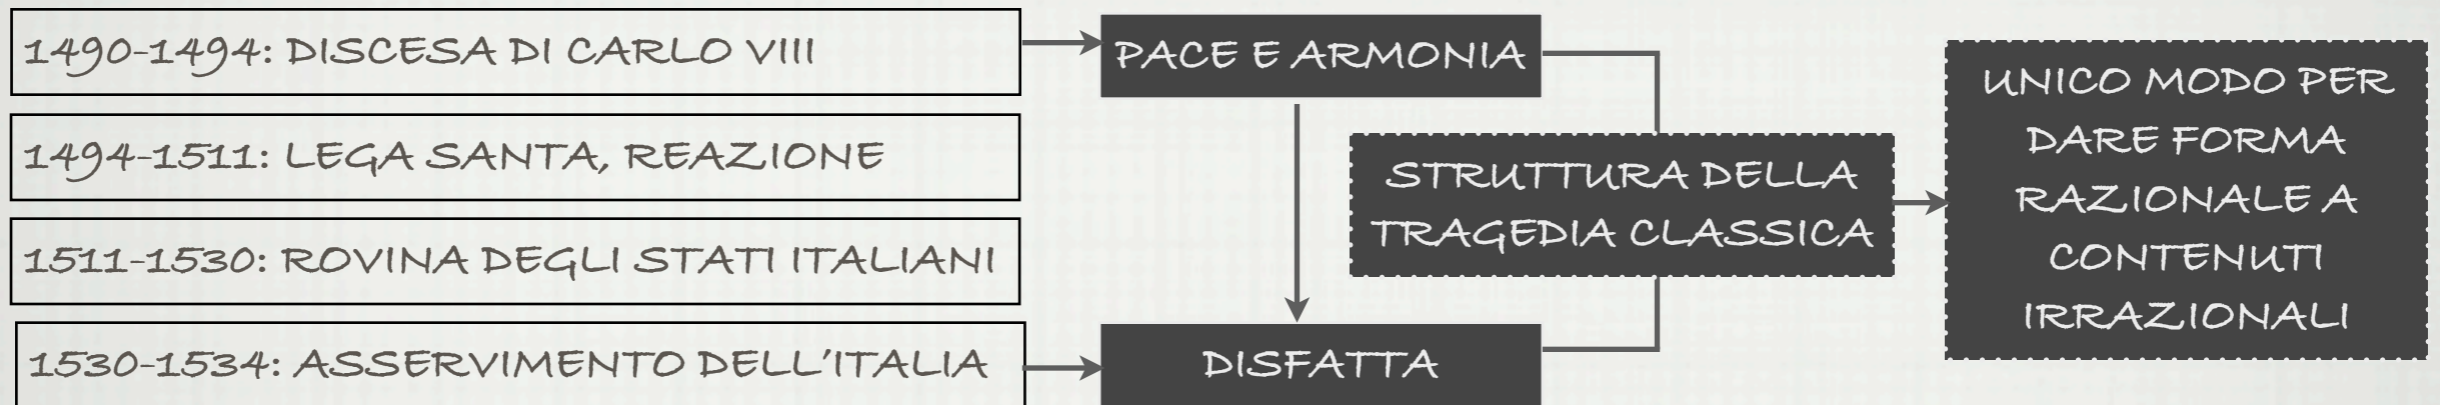 1490-1494: DISCESA DI CARLO VIII
1494-1511: LEGA SANTA, REAZIONE
1511-1530: ROVINA DEGLI STATI ITALIANI
1530-1534: ASSERVIMENTO DELL'ITALIA
PACE E ARMONIA
DISFATTA
STRUTTURA DELLA
TRAGEDIA CLASSICA
UNICO MODO PER
DARE FORMA
RAZIONALE A
CONTENUTI
IRRAZIONALI